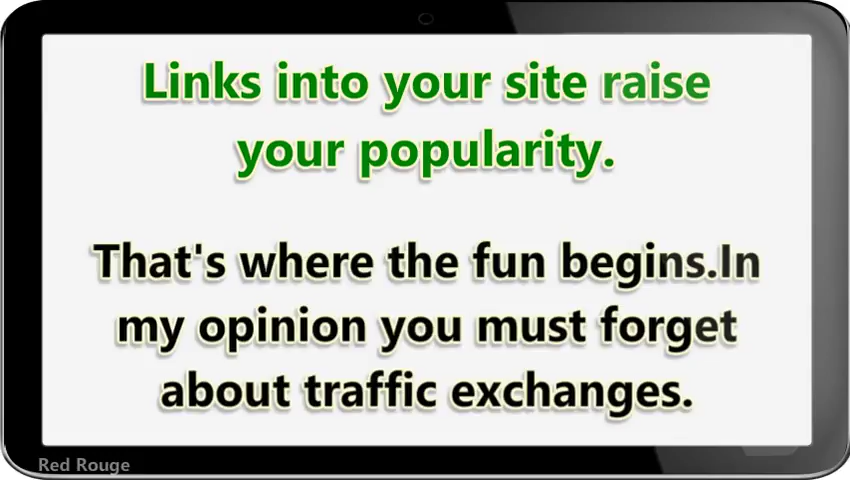 Links into your site raise
your popularity.
That's where the fun begins.In
my opinion you must forget
about traffic exchanges.
Red Rouge